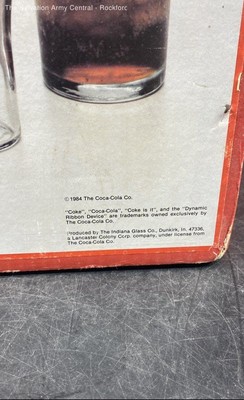 The Salvation Army Central - Rockford
© 1984 The Coca-Cola Co.
"Coke", "Coca-Cola", "Coke is it", and the "Dynamic
Ribbon Device" are trademarks owned exclusively by
The Coca-Cola Co.
Produced by The Indiana Glass Co., Dunkirk, In. 47336,
a Lancaster Colony Corp. company, under license from
The Coca-Cola Co.